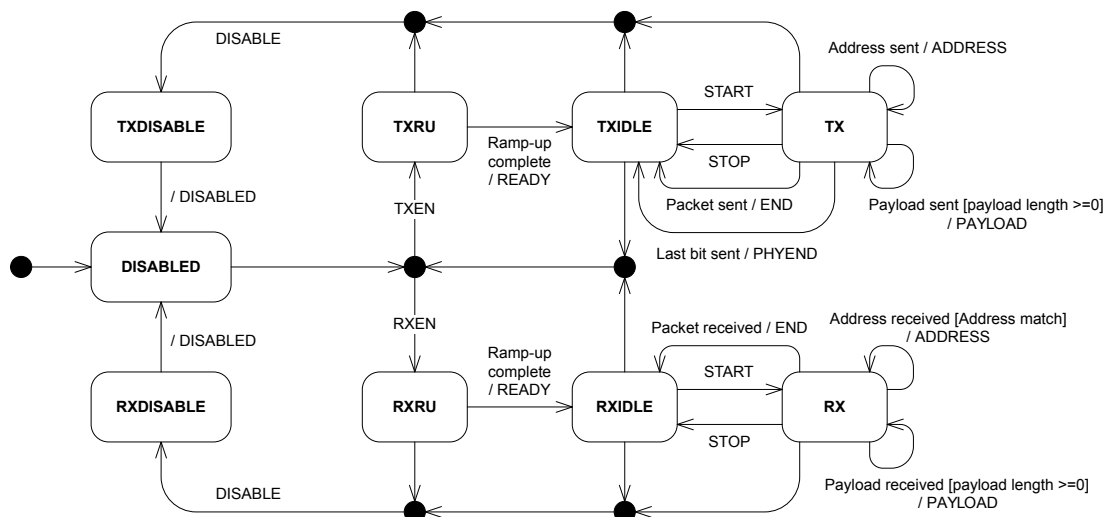 DISABLE
Address sent / ADDRESS
TXDISABLE
TXRU
TXIDLE
TX
START
STOP
Ramp-up
complete
/ READY
Packet sent / END
Payload sent [payload length >=0]
/ PAYLOAD
/ DISABLED
TXEN
Last bit sent / PHYEND
DISABLED
RXEN
/ DISABLED
Packet received / END
Address received [Address match]
/ ADDRESS
Ramp-up
complete
/ READY
START
RXDISABLE
RXRU
RXIDLE
RX
STOP
DISABLE
Payload received [payload length >=0]
/ PAYLOAD